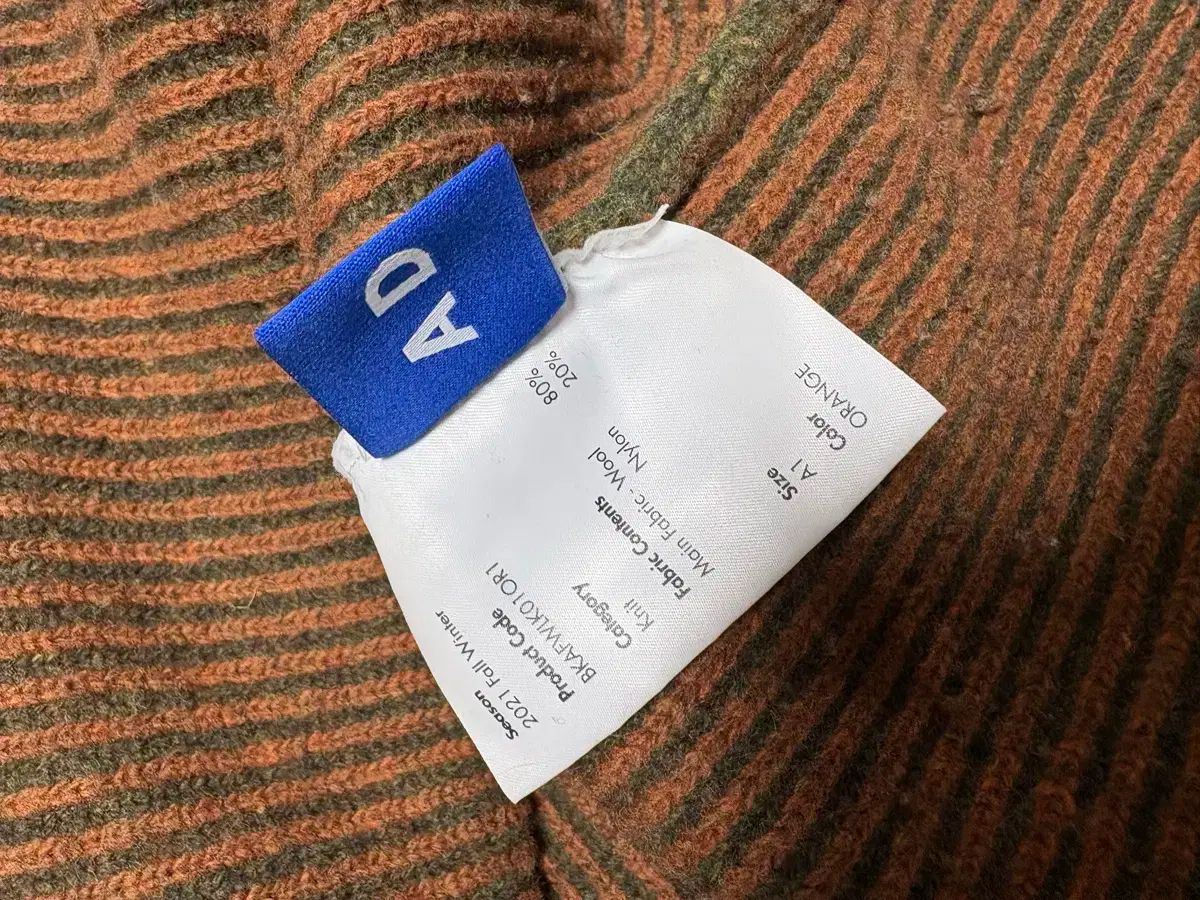 AD
Season
2021 Fall Winter
Product Code
BKAFWLK01OR1
Category
Knit
Fabric Contents
Main Fabric - Wool 80%
Nylon 20%
Size
A1
Color
ORANGE